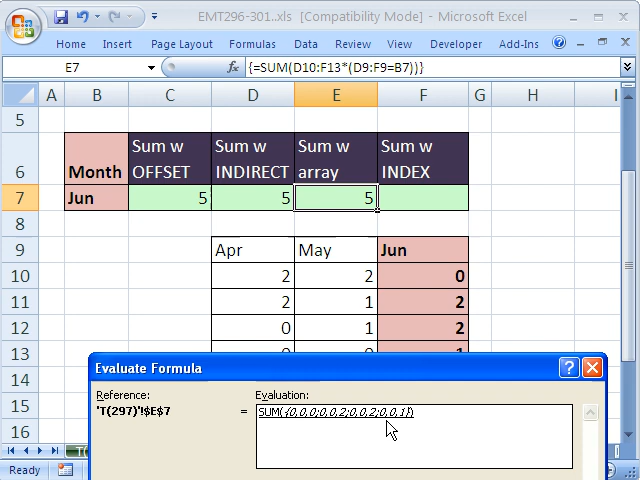 EMT296-301..xls [Compatibility Mode] - Microsoft Excel
Home Insert Page Layout Formulas Data Review View Developer Add-Ins
E7 fx {=SUM(D10:F13*(D9:F9=B7))}
A B C D E F G H I
5
6 Month Sum w OFFSET Sum w INDIRECT Sum w array Sum w INDEX
7 Jun 5 5 5
8
9 Apr May Jun
10 2 2 0
11 2 1 2
12 0 1 2
13
14
15
16
Evaluate Formula
Reference: Evaluation:
'T(297)'!$E$7 = SUM({0,0,0;0,0,2;0,0,2;0,0,1})
Ready